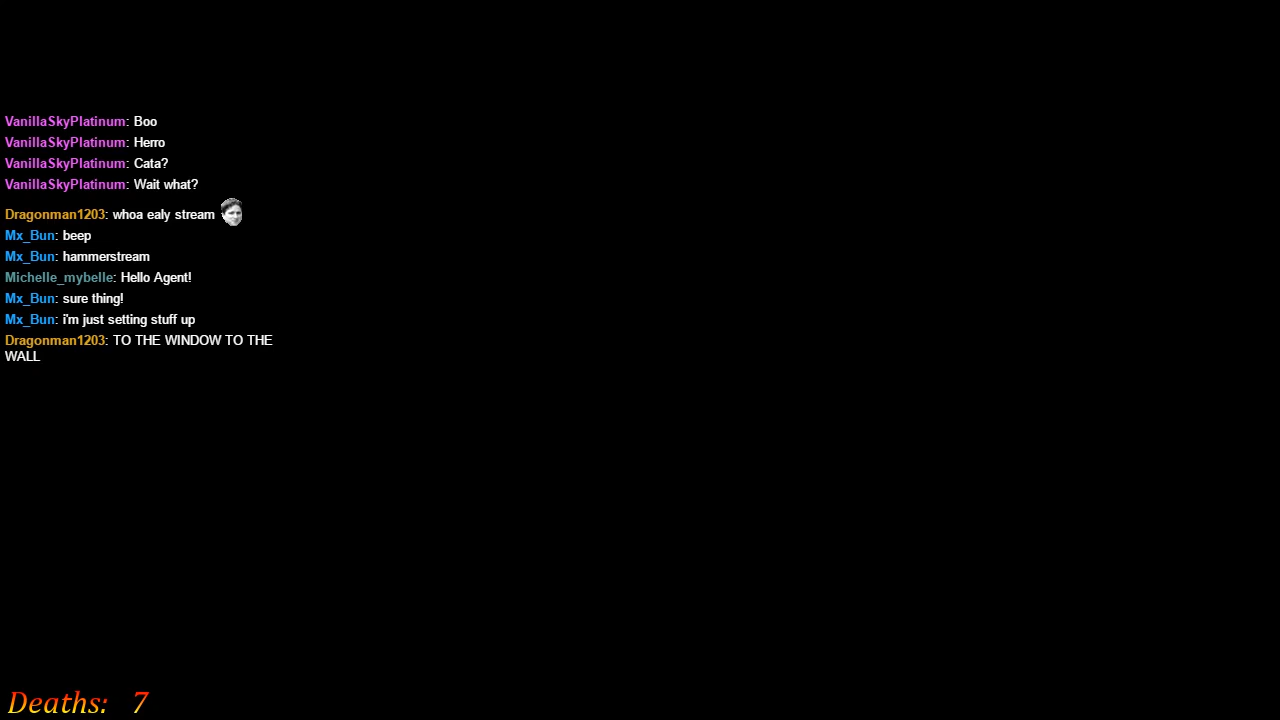 VanillaSkyPlatinum: Boo
VanillaSkyPlatinum: Herro
VanillaSkyPlatinum: Cata?
VanillaSkyPlatinum: Wait what?
Dragonman1203: whoa ealy stream
Mx_Bun: beep
Mx_Bun: hammerstream
Michelle_mybelle: Hello Agent!
Mx_Bun: sure thing!
Mx_Bun: i'm just setting stuff up
Dragonman1203: TO THE WINDOW TO THE
WALL
Deaths: 7